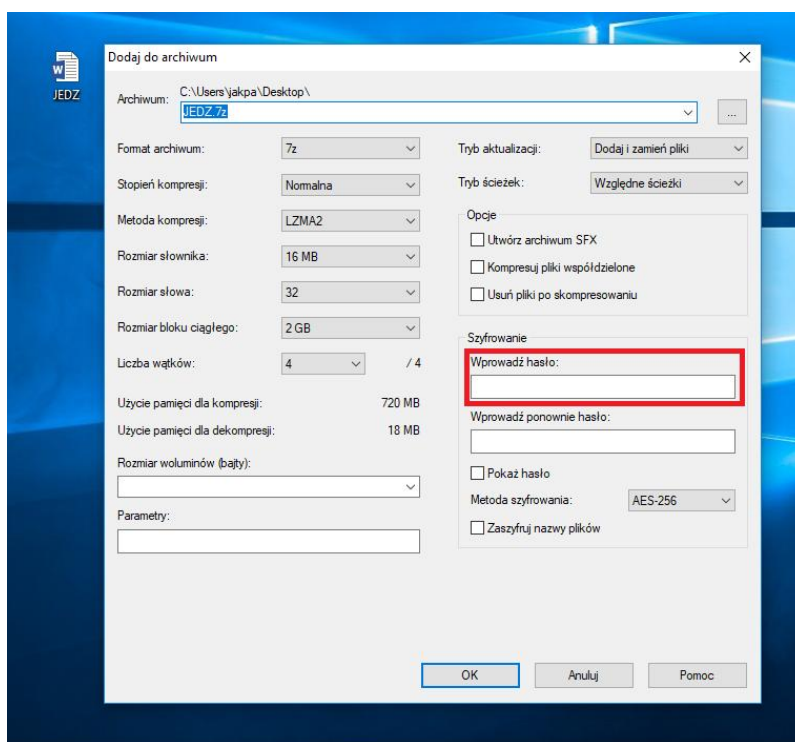 JEDZ
Dodaj do archiwum
Archiwum:
C:\Users\jakpa\Desktop\
JEDZ.7z
...
Format archiwum:
7z
Stopień kompresji:
Normalna
Metoda kompresji:
LZMA2
Rozmiar słownika:
16 MB
Rozmiar słowa:
32
Rozmiar bloku ciągłego:
2 GB
Liczba wątków:
4
/ 4
Użycie pamięci dla kompresji:
720 MB
Użycie pamięci dla dekompresji:
18 MB
Rozmiar woluminów (bajty):
Parametry:
Tryb aktualizacji:
Dodaj i zamień pliki
Tryb ścieżek:
Względne ścieżki
Opcje
Utwórz archiwum SFX
Kompresuj pliki współdzielone
Usuń pliki po skompresowaniu
Szyfrowanie
Wprowadź hasło:
Wprowadź ponownie hasło:
Pokaż hasło
Metoda szyfrowania:
AES-256
Zaszyfruj nazwy plików
OK
Anuluj
Pomoc